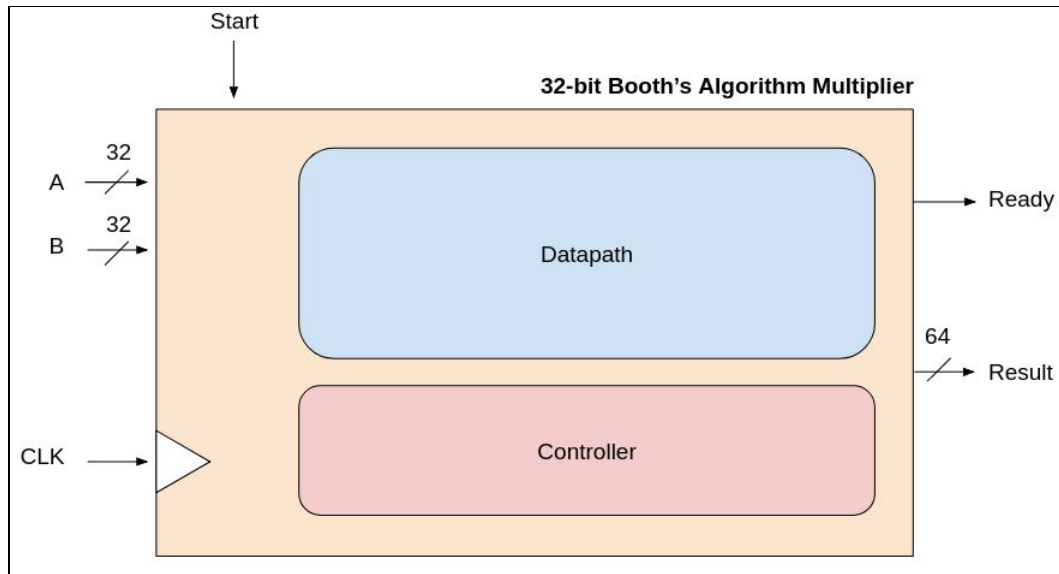 Start
32-bit Booth's Algorithm Multiplier
32
A
32
B
Datapath
Ready
64
Result
Controller
CLK